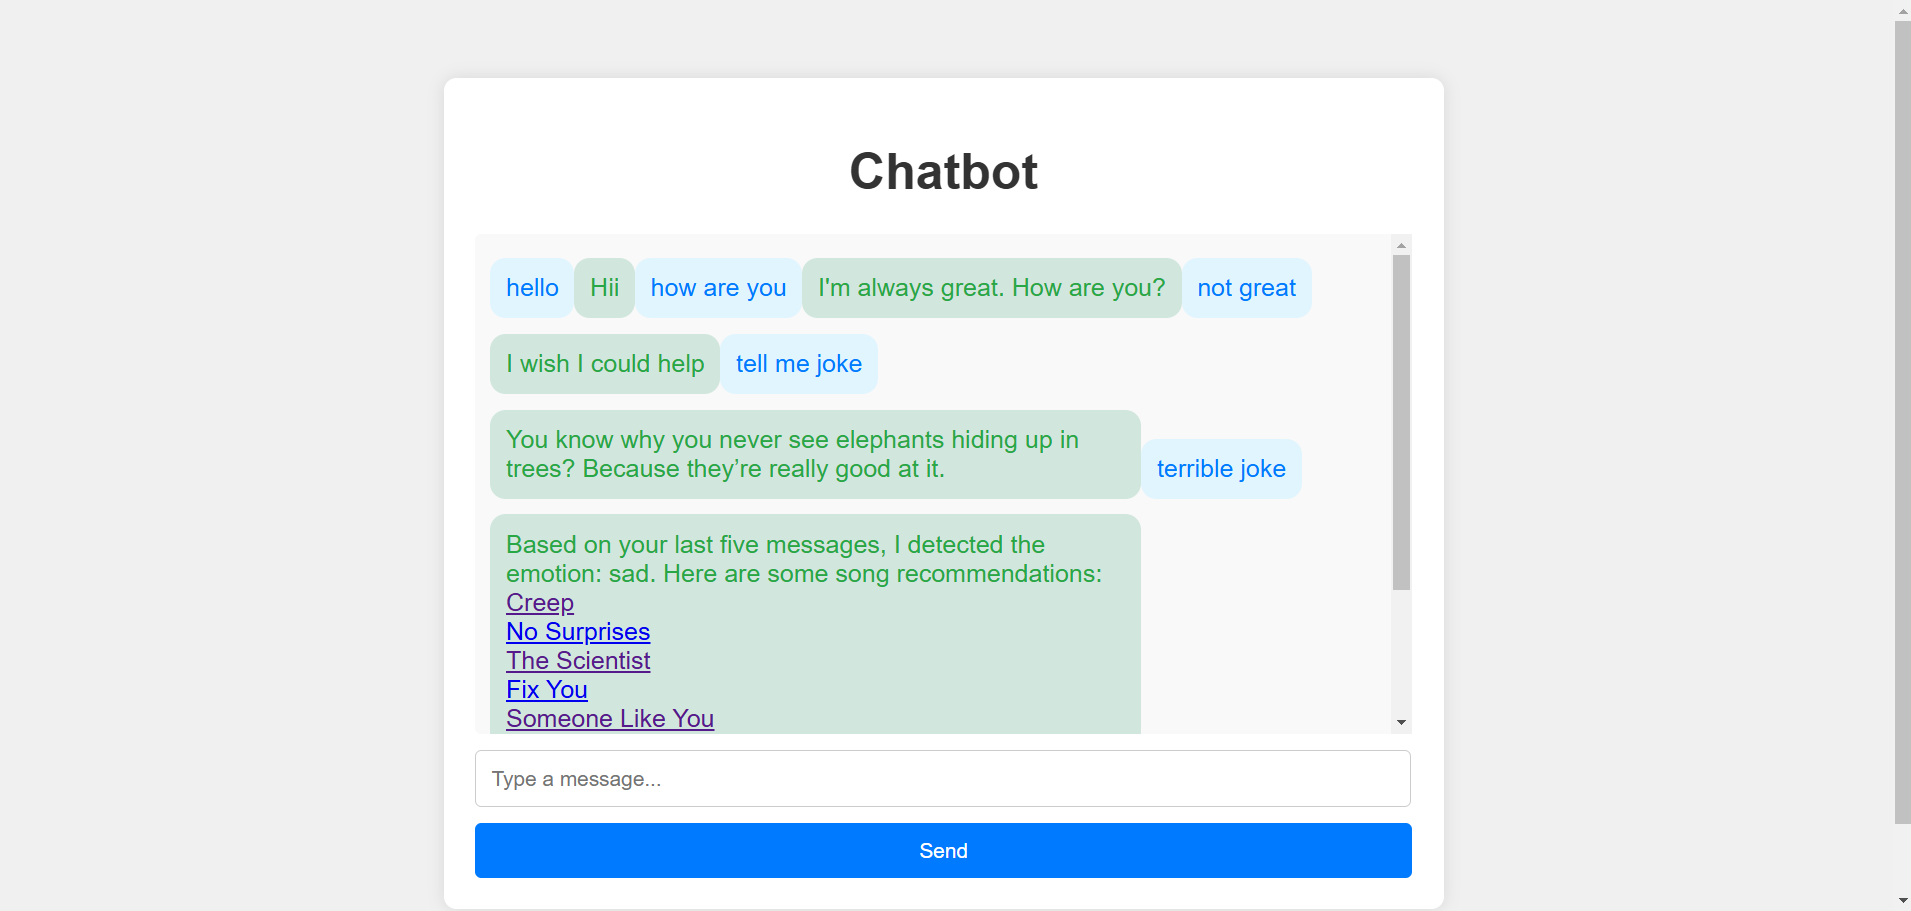 Chatbot
hello Hii how are you I'm always great. How are you? not great
I wish I could help tell me joke
You know why you never see elephants hiding up in
trees? Because they’re really good at it.
terrible joke
Based on your last five messages, I detected the
emotion: sad. Here are some song recommendations:
Creep
No Surprises
The Scientist
Fix You
Someone Like You
Type a message...
Send